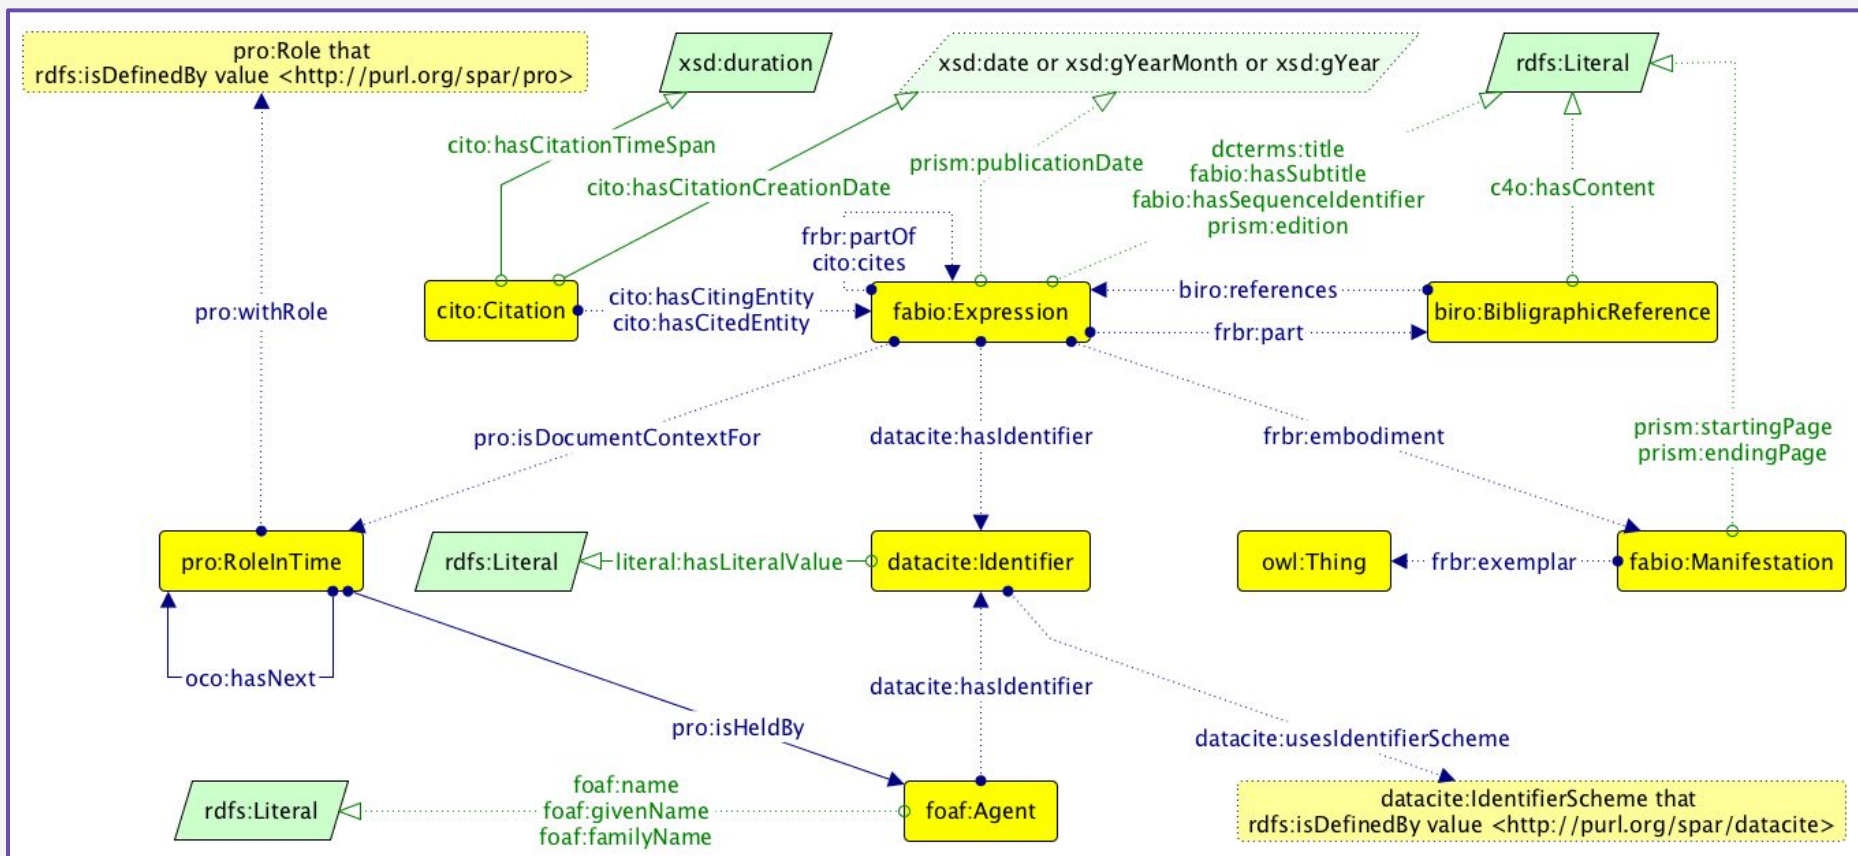 pro:Role that
rdfs:isDefinedBy value <http://purl.org/spar/pro>
xsd:duration
xsd:date or xsd:gYearMonth or xsd:gYear
rdfs:Literal
cito:hasCitationTimeSpan
cito:hasCitationCreationDate
prism:publicationDate
dcterms:title
fabio:hasSubtitle
fabio:hasSequenceIdentifier
prism:edition
c4o:hasContent
frbr:partOf
cito:cites
pro:withRole
cito:Citation
cito:hasCitingEntity
cito:hasCitedEntity
fabio:Expression
biro:references
frbr:part
biro:BibligraphicReference
pro:isDocumentContextFor
datacite:hasIdentifier
frbr:embodiment
prism:startingPage
prism:endingPage
pro:RoleInTime
rdfs:Literal
literal:hasLiteralValue
datacite:Identifier
owl:Thing
frbr:exemplar
fabio:Manifestation
oco:hasNext
datacite:hasIdentifier
pro:isHeldBy
datacite:usesIdentifierScheme
rdfs:Literal
foaf:name
foaf:givenName
foaf:familyName
foaf:Agent
datacite:IdentifierScheme that
rdfs:isDefinedBy value <http://purl.org/spar/datacite>